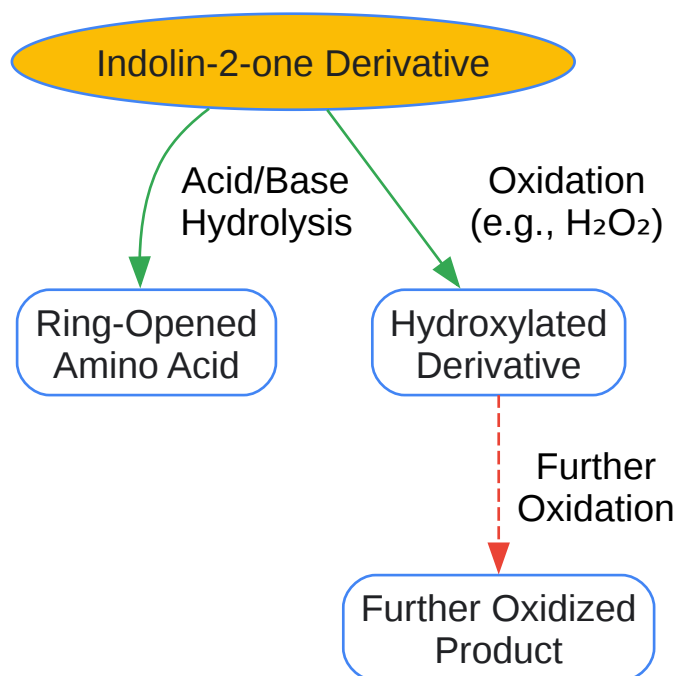 Indolin-2-one Derivative
Acid/Base
Hydrolysis
Oxidation
(e.g., H₂O₂)
Ring-Opened
Amino Acid
Hydroxylated
Derivative
Further
Oxidation
Further Oxidized
Product